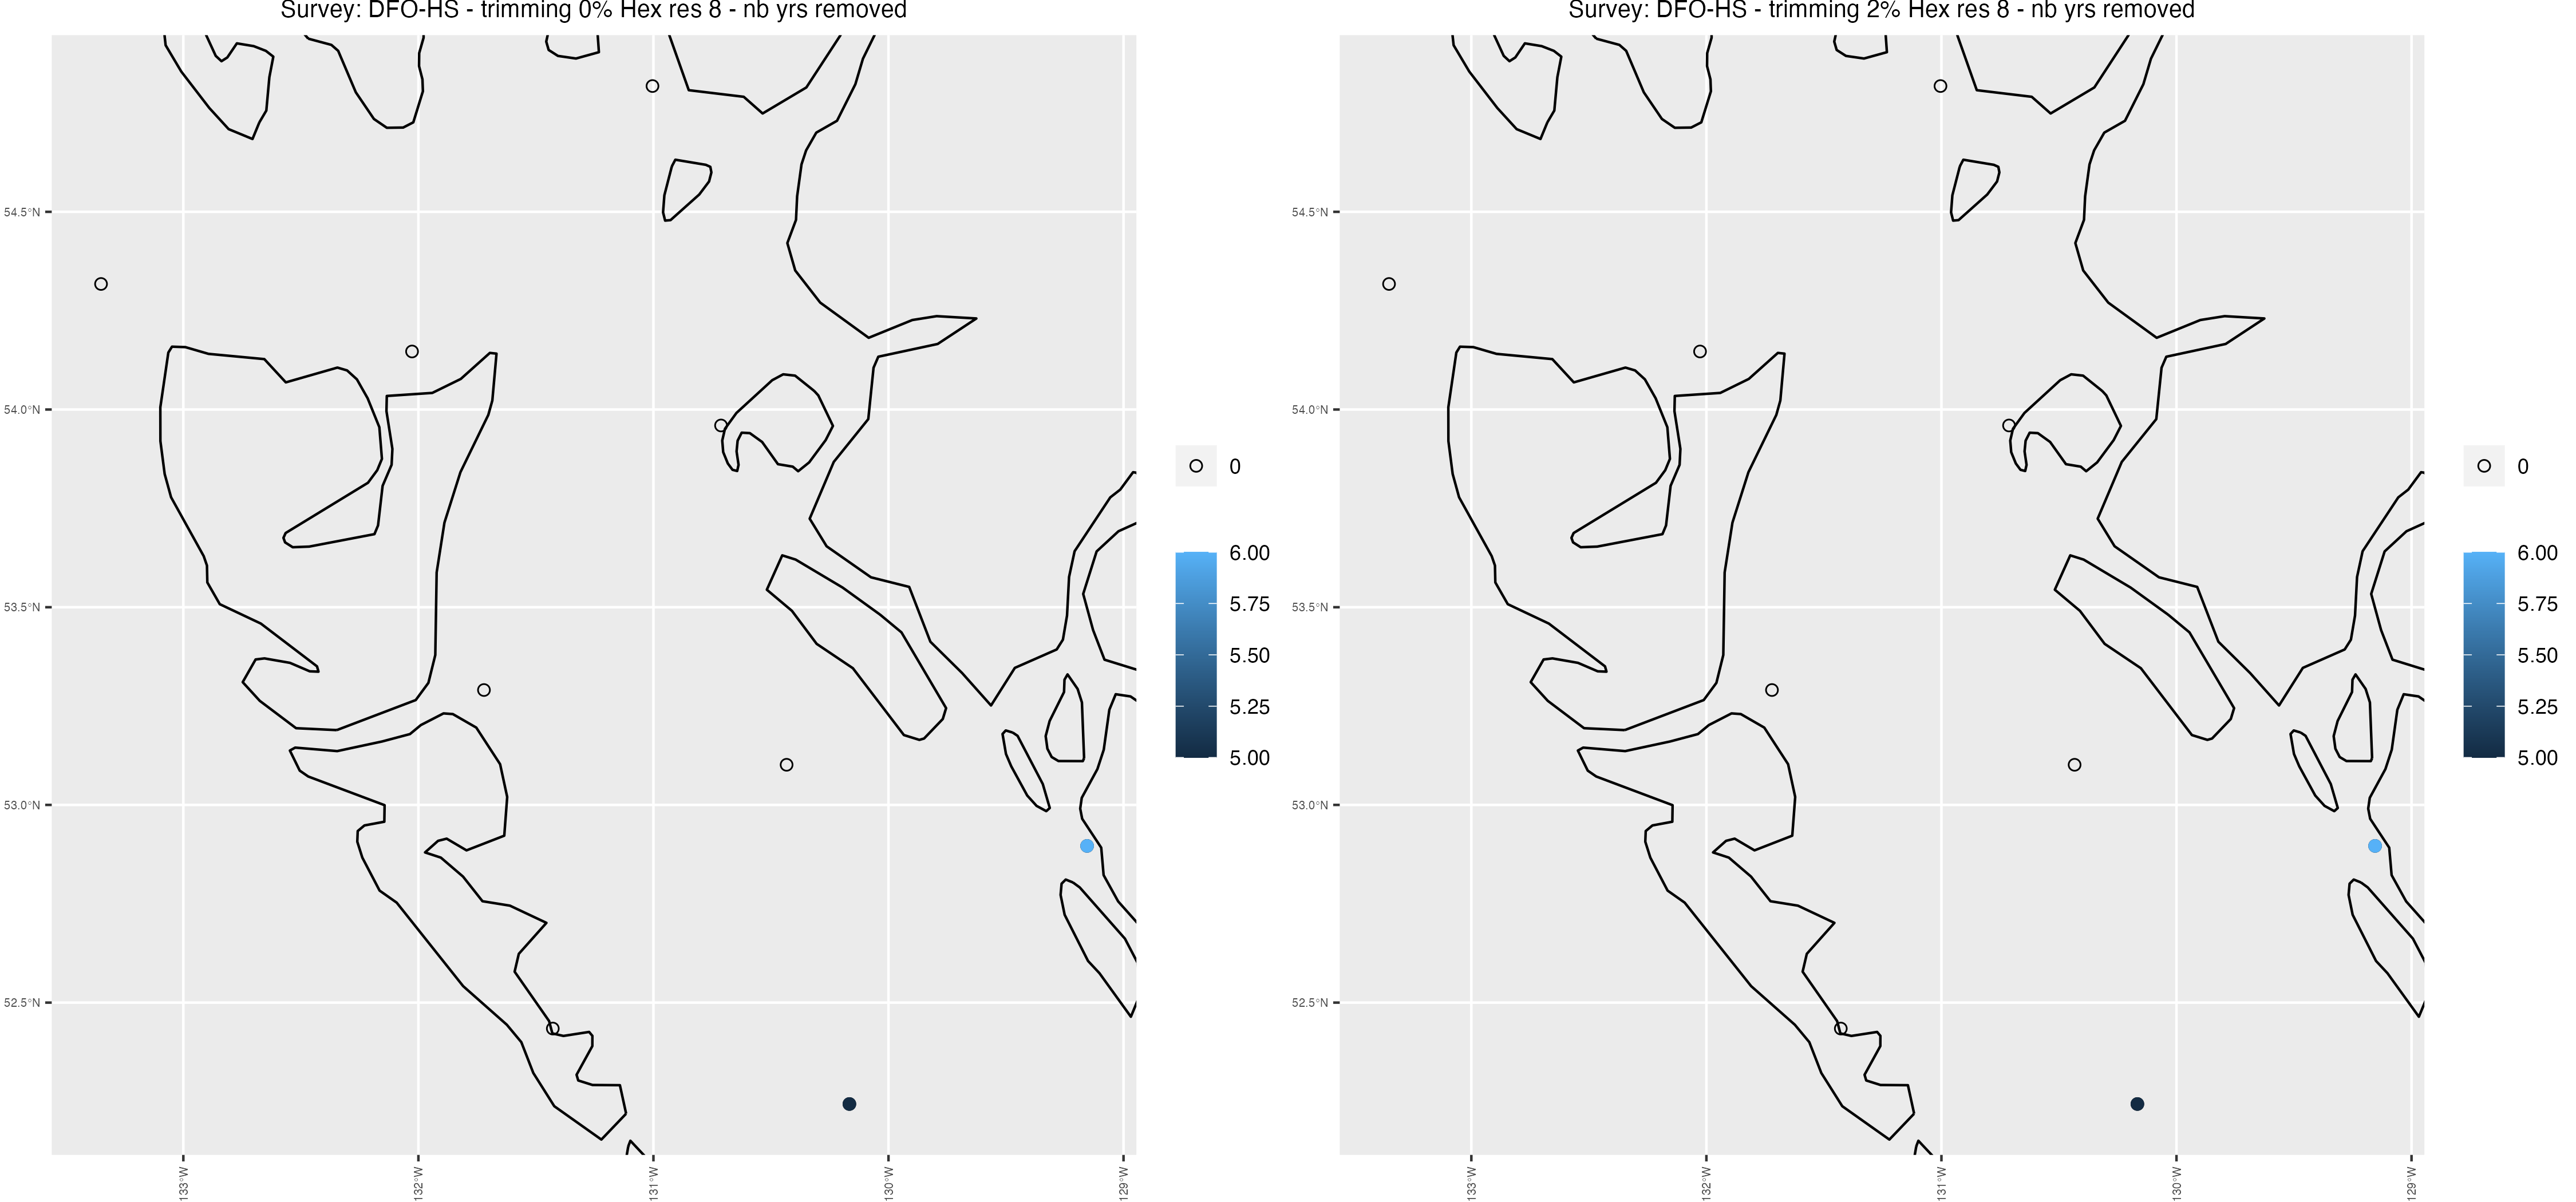 Survey: DFO-HS - trimming 0% Hex res 8 - nb yrs removed
54.5°N
54.0°N
53.5°N
53.0°N
52.5°N
133°W
132°W
131°W
130°W
129°W
0
6.00
5.75
5.50
5.25
5.00
Survey: DFO-HS - trimming 2% Hex res 8 - nb yrs removed
54.5°N
54.0°N
53.5°N
53.0°N
52.5°N
133°W
132°W
131°W
130°W
129°W
0
6.00
5.75
5.50
5.25
5.00